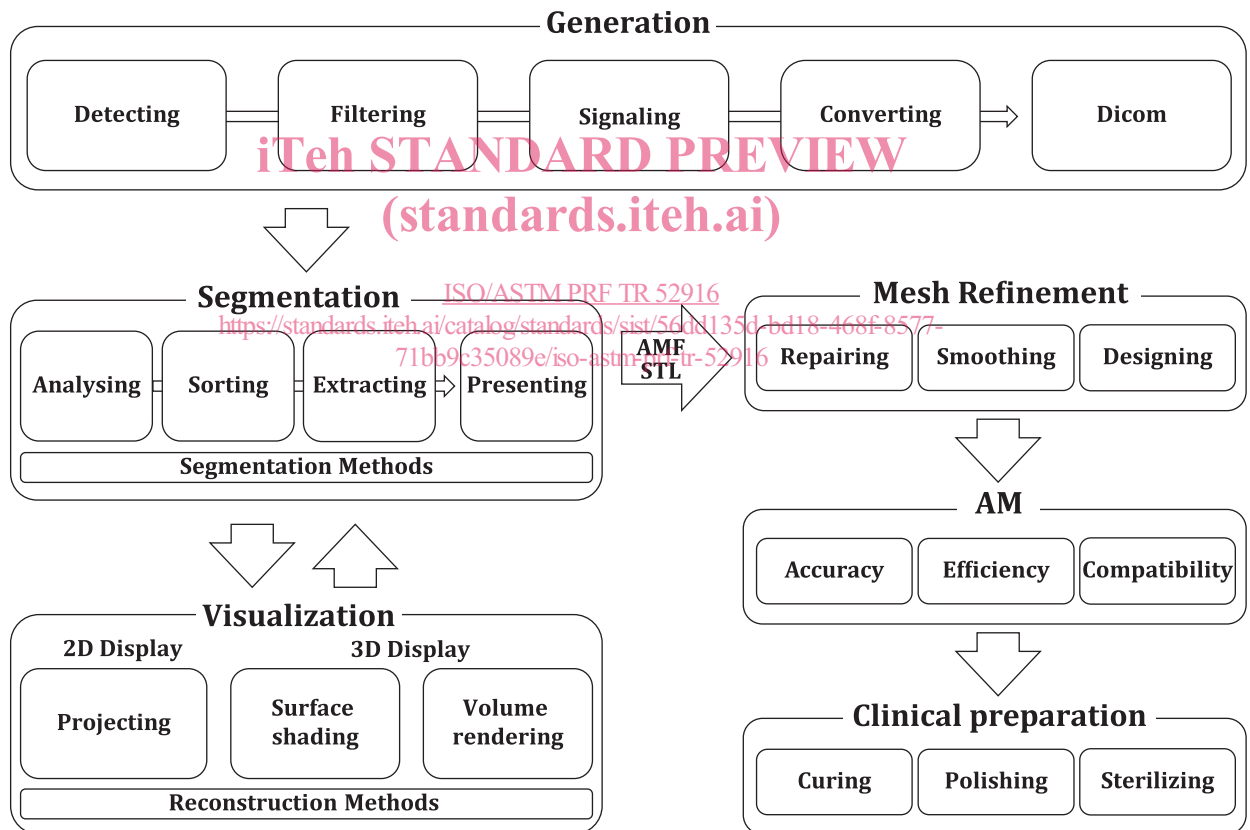 Generation
Detecting
Filtering
Signaling
Converting
Dicom
iTeh STANDARD PREVIEW
(standards.iteh.ai)
Segmentation
ISO/ASTM PRF TR 52916
https://standards.iteh.ai/catalog/standards/sist/56dd135d-bd18-468f-8577-
71bb9c35089e/iso-astm-prf-tr-52916
Analysing
Sorting
Extracting
Presenting
Segmentation Methods
AMF
STL
Mesh Refinement
Repairing
Smoothing
Designing
AM
Accuracy
Efficiency
Compatibility
Visualization
2D Display
3D Display
Projecting
Surface
shading
Volume
rendering
Reconstruction Methods
Clinical preparation
Curing
Polishing
Sterilizing